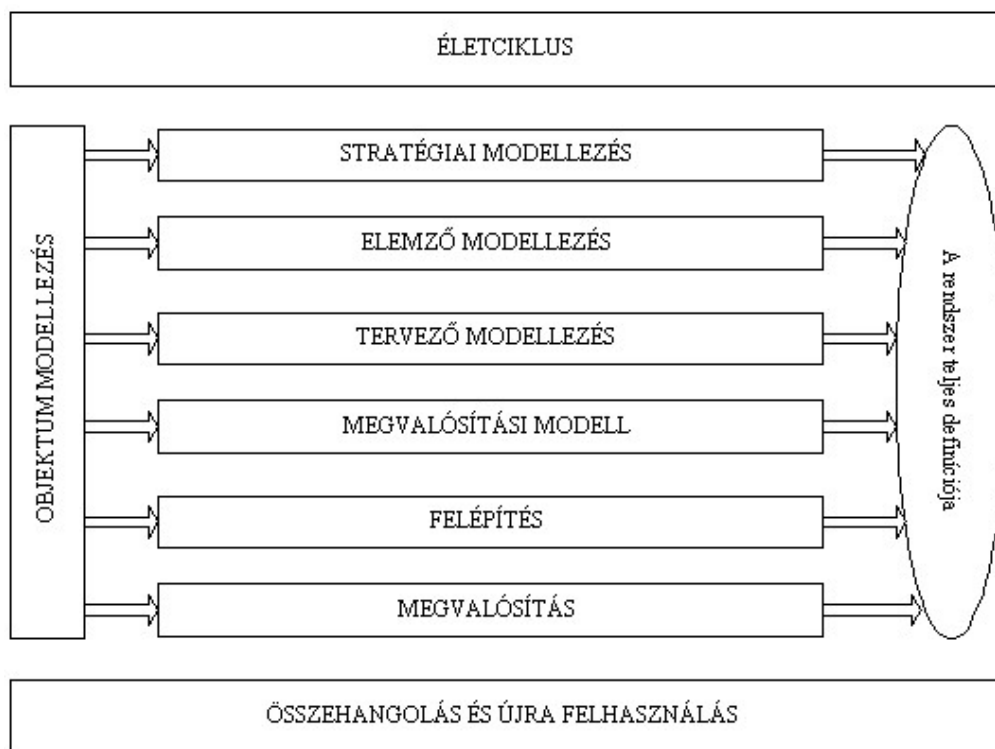 ÉLETCIKLUS
OBJEKTUM MODELLEZÉS
STRATÉGIAI MODELLEZÉS
ELEMZŐ MODELLEZÉS
TERVEZŐ MODELLEZÉS
MEGVALÓSÍTÁSI MODELL
FELÉPÍTÉS
MEGVALÓSÍTÁS
A rendszer teljes definíciója
ÖSSZEHANGOLÁS ÉS ÚJRA FELHASZNÁLÁS